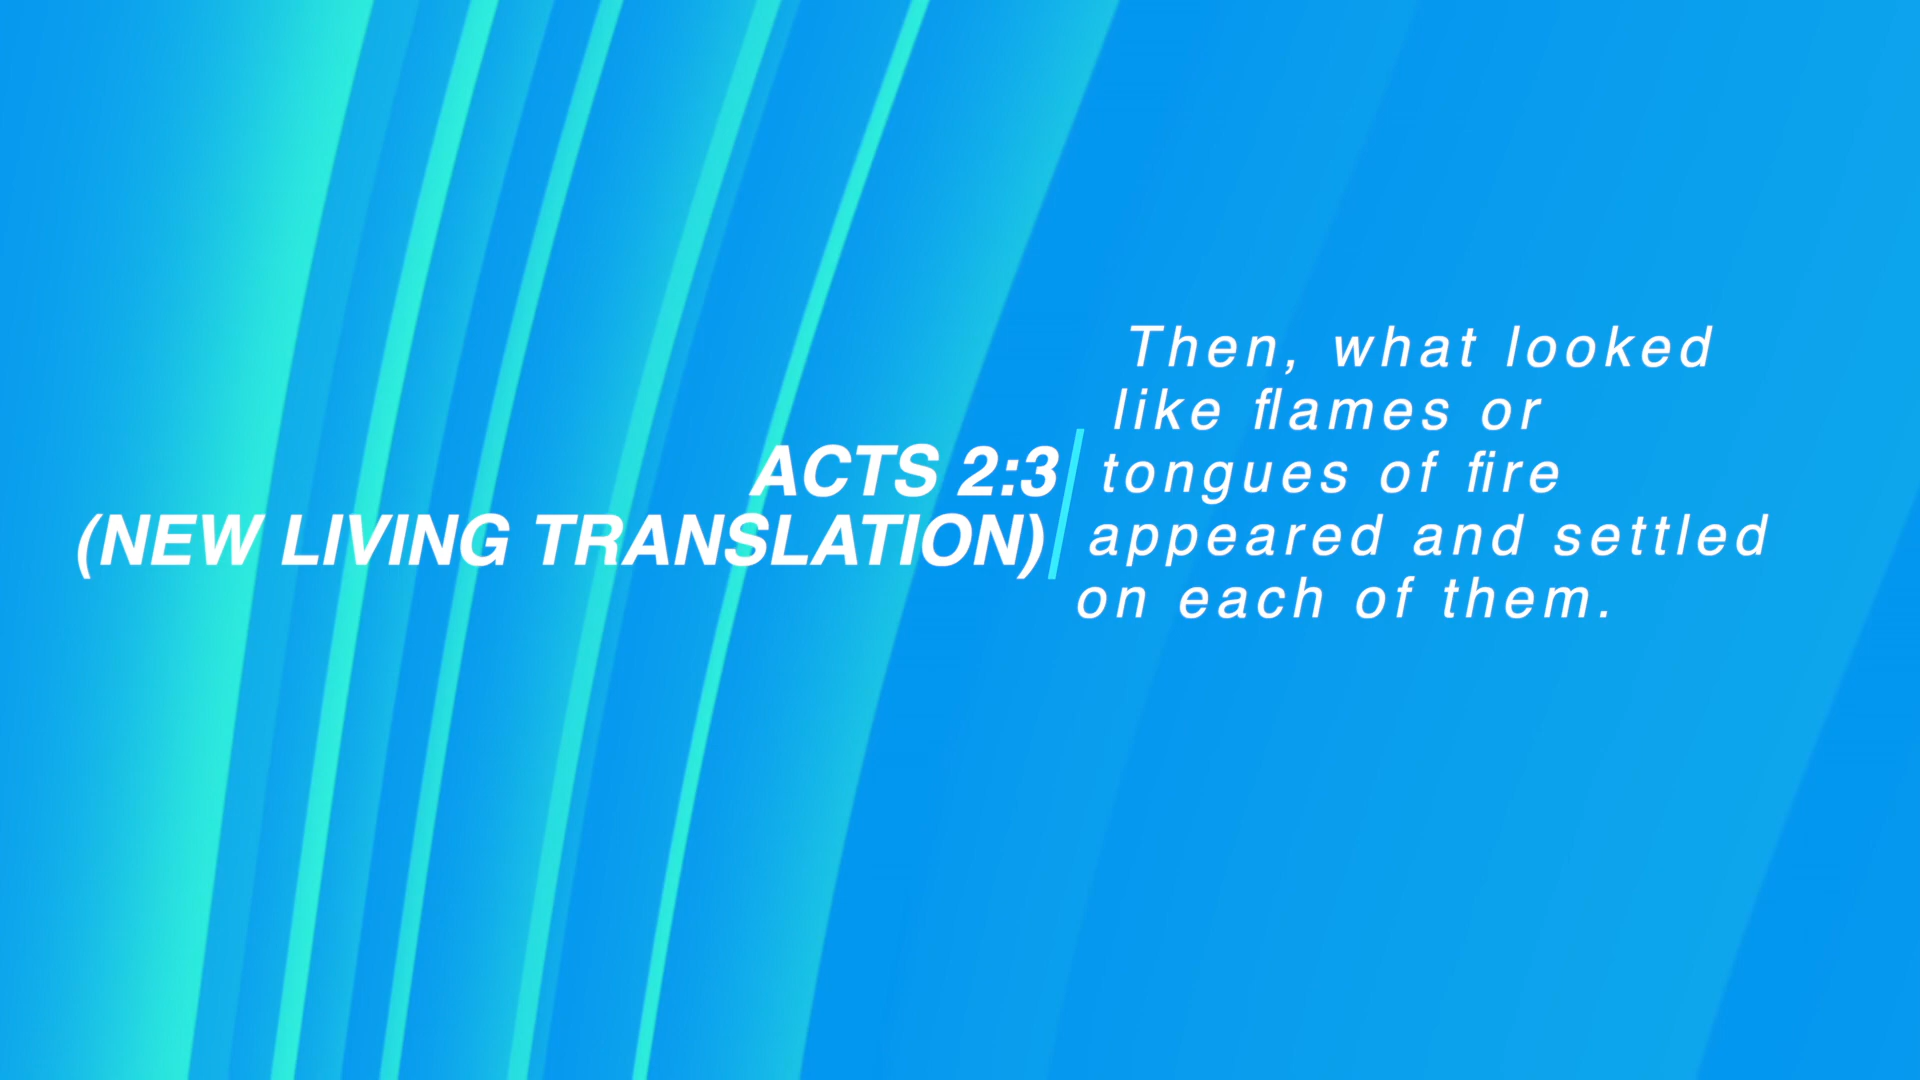 ACTS 2:3
(NEW LIVING TRANSLATION)
Then, what looked
like flames or
tongues of fire
appeared and settled
on each of them.